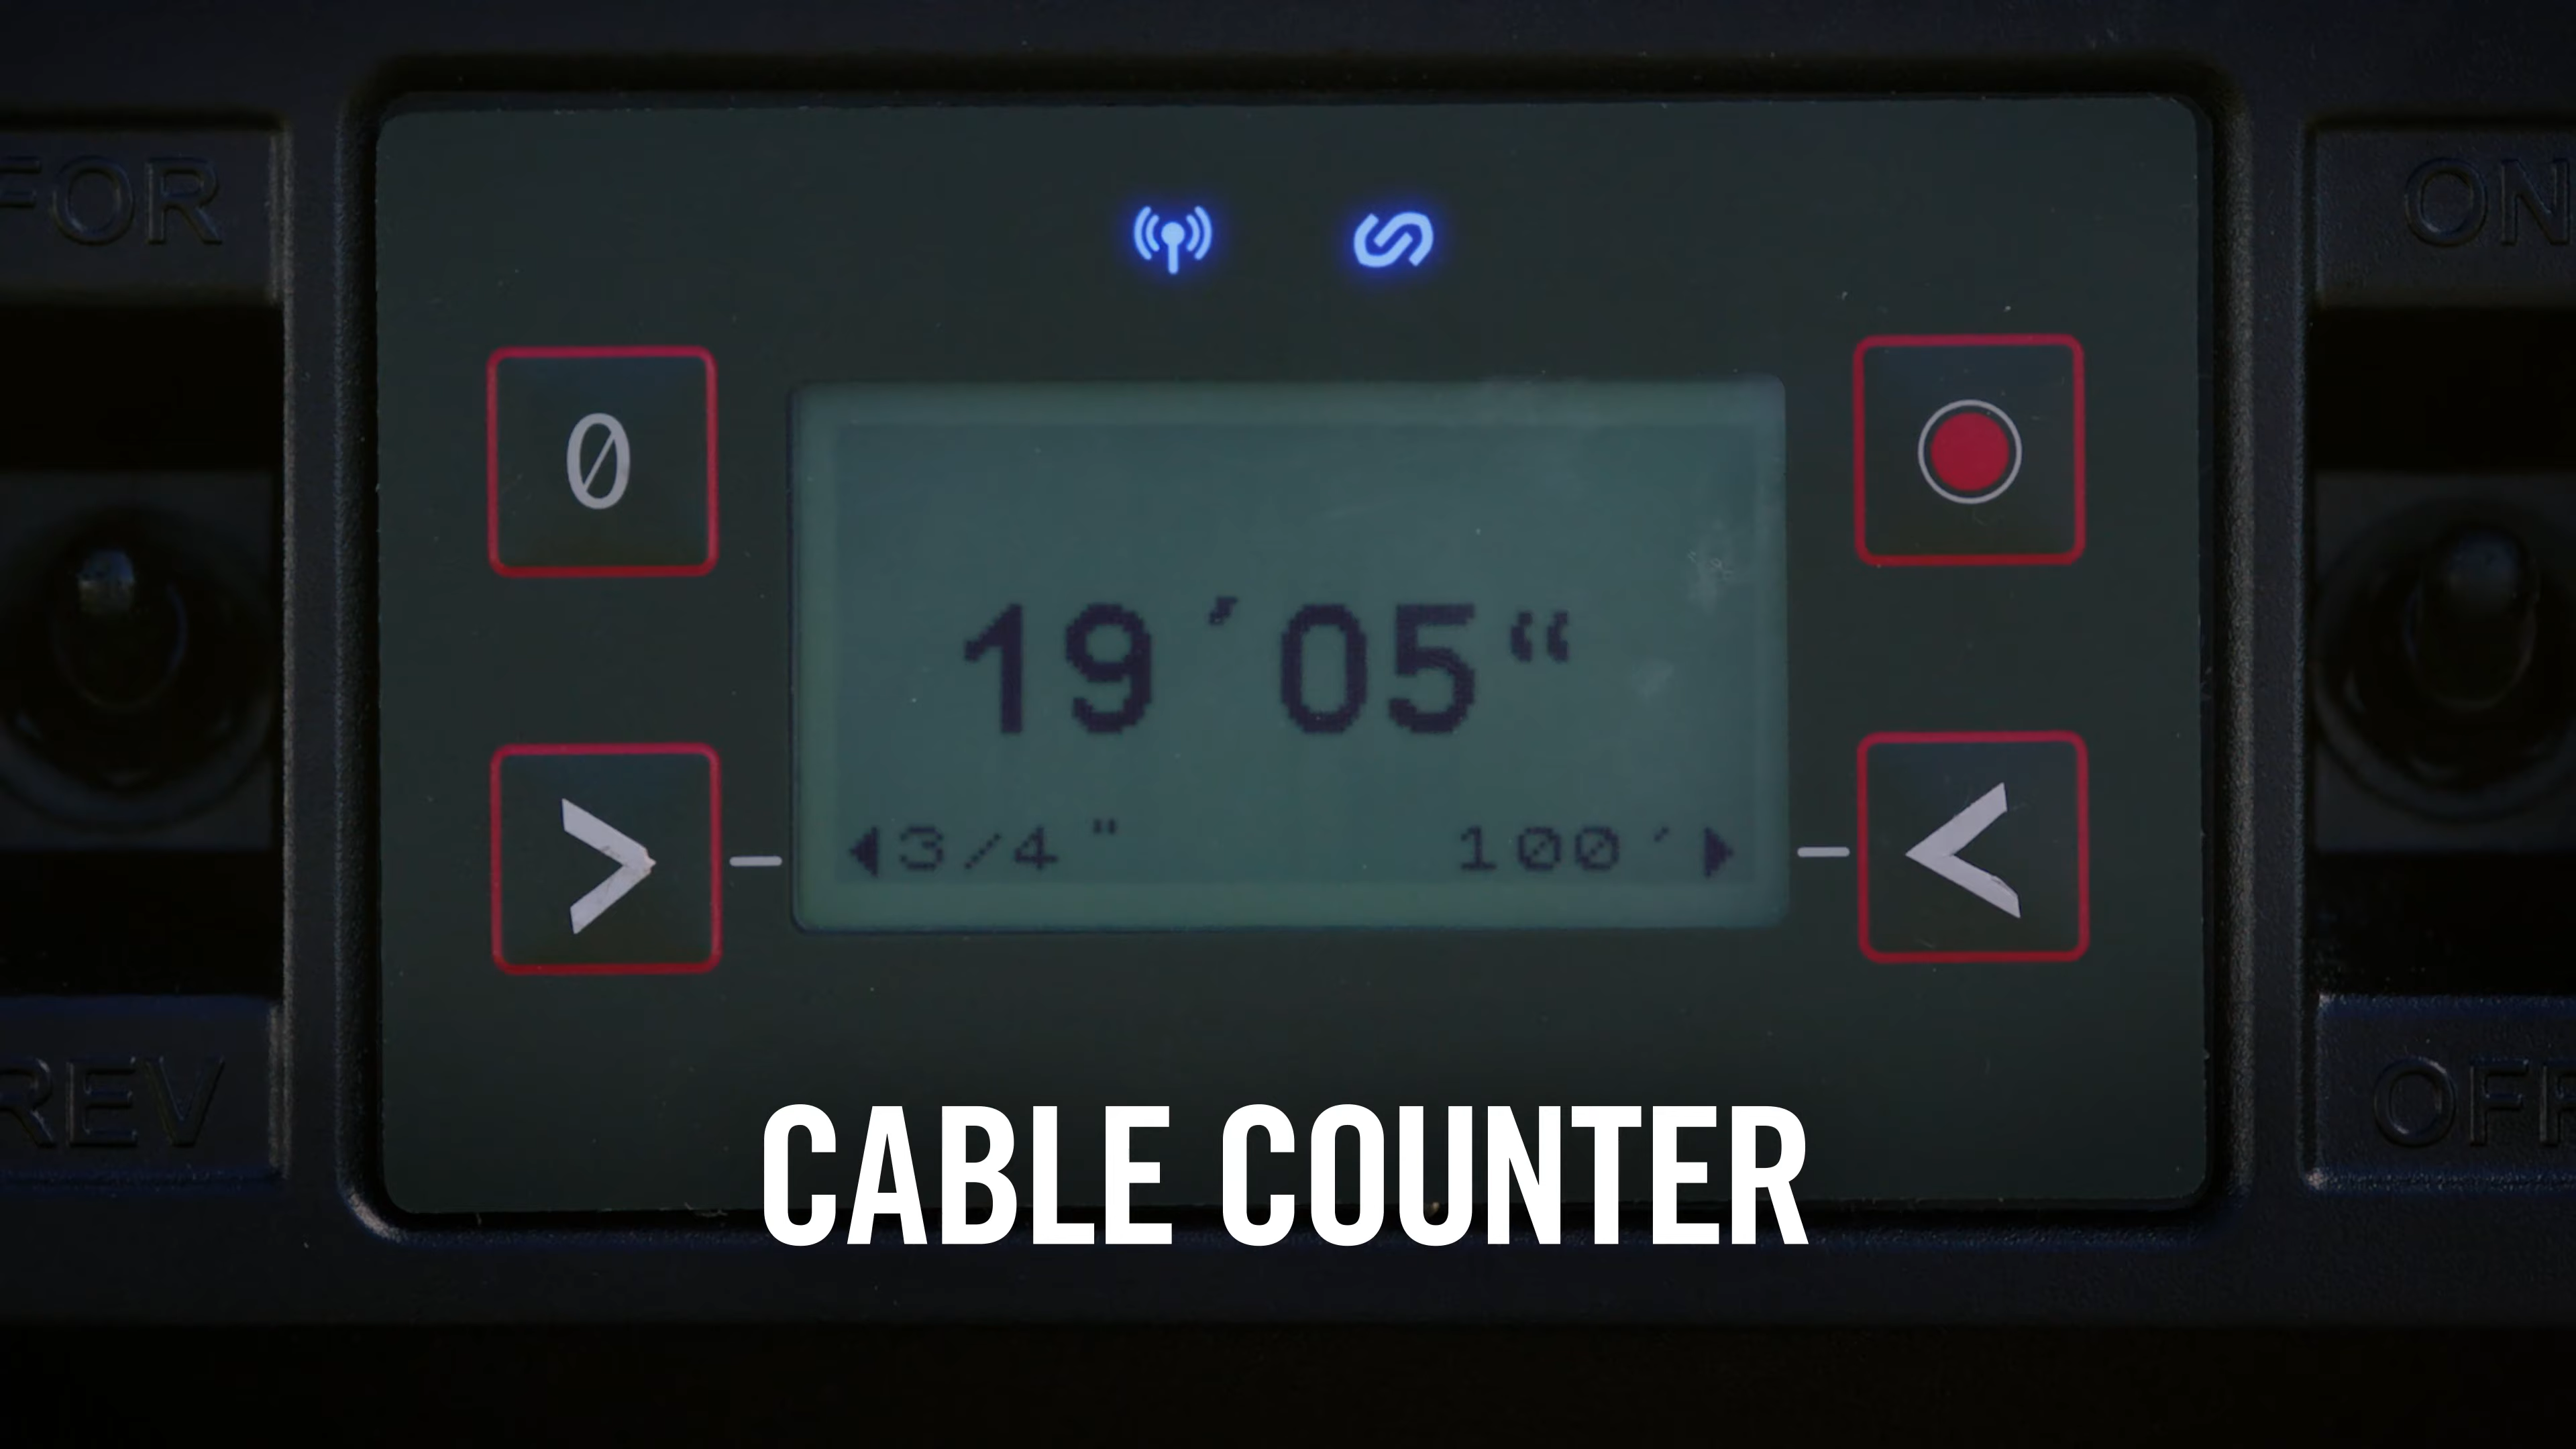 FOR
ON
0
19´05“
3/4"
100´
REV
OFF
CABLE COUNTER